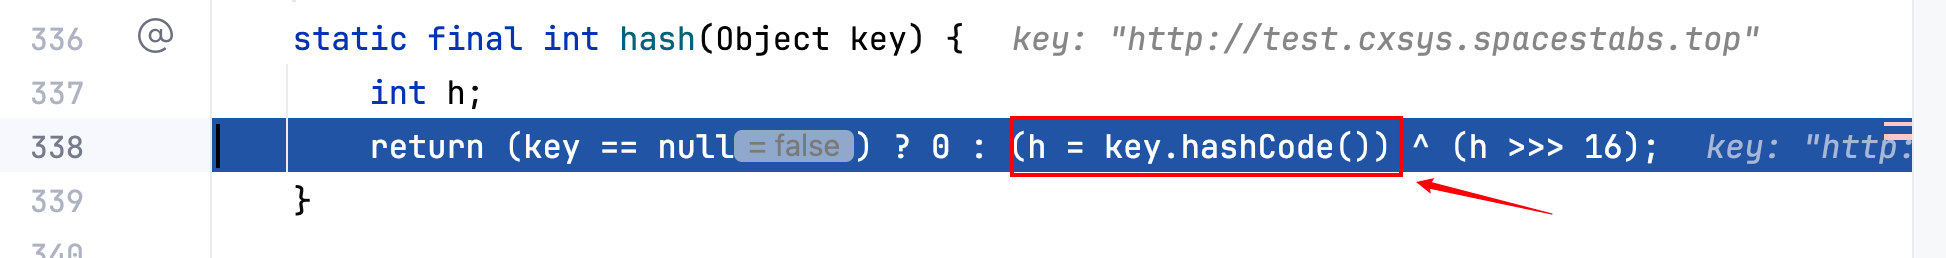 336 @ static final int hash(Object key) { key: "http://test.cxsys.spacestabs.top"
337 int h;
338 return (key == null = false ) ? 0 : (h = key.hashCode()) ^ (h >>> 16); key: "http:
339 }
340